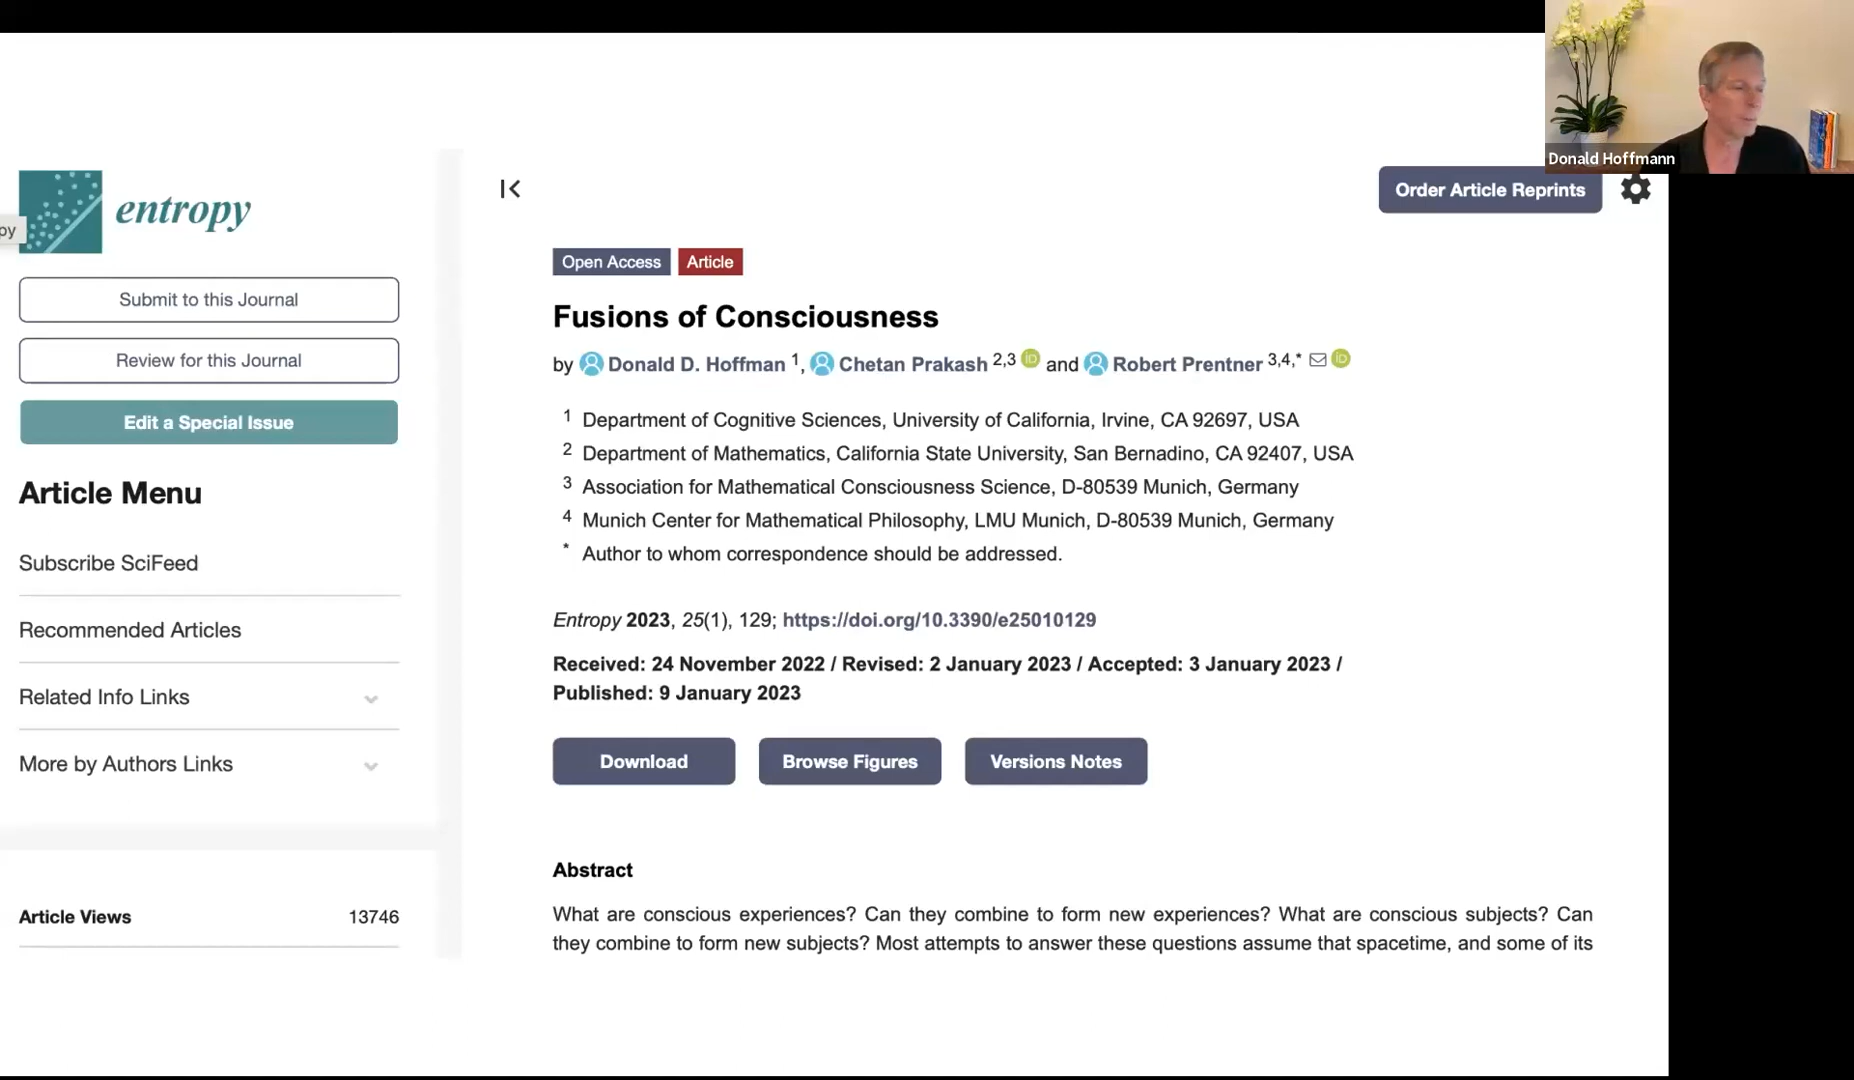 Donald Hoffmann
py
entropy
Submit to this Journal
Review for this Journal
Edit a Special Issue
Article Menu
Subscribe SciFeed
Recommended Articles
Related Info Links
More by Authors Links
Article Views 13746
Order Article Reprints
Open Access Article
Fusions of Consciousness
by Donald D. Hoffman 1, Chetan Prakash 2,3 iD and Robert Prentner 3,4,* iD
1 Department of Cognitive Sciences, University of California, Irvine, CA 92697, USA
2 Department of Mathematics, California State University, San Bernadino, CA 92407, USA
3 Association for Mathematical Consciousness Science, D-80539 Munich, Germany
4 Munich Center for Mathematical Philosophy, LMU Munich, D-80539 Munich, Germany
* Author to whom correspondence should be addressed.
Entropy 2023, 25(1), 129; https://doi.org/10.3390/e25010129
Received: 24 November 2022 / Revised: 2 January 2023 / Accepted: 3 January 2023 /
Published: 9 January 2023
Download Browse Figures Versions Notes
Abstract
What are conscious experiences? Can they combine to form new experiences? What are conscious subjects? Can
they combine to form new subjects? Most attempts to answer these questions assume that spacetime, and some of its